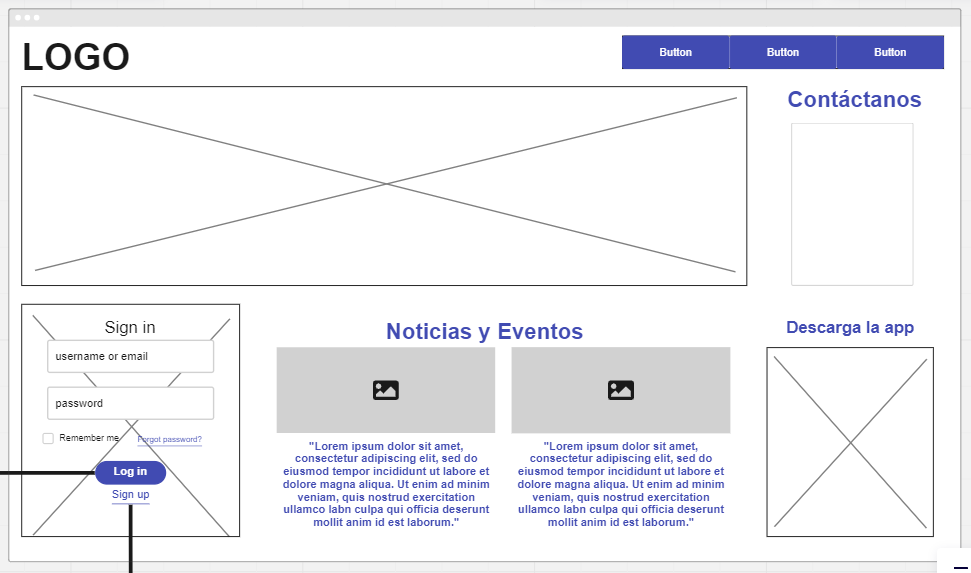 LOGO
Button Button Button
Contáctanos
Sign in
username or email
password
Remember me Forgot password?
Log in
Sign up
Noticias y Eventos
"Lorem ipsum dolor sit amet,
consectetur adipiscing elit, sed do
eiusmod tempor incididunt ut labore et
dolore magna aliqua. Ut enim ad minim
veniam, quis nostrud exercitation
ullamco labn culpa qui officia deserunt
mollit anim id est laborum."
"Lorem ipsum dolor sit amet,
consectetur adipiscing elit, sed do
eiusmod tempor incididunt ut labore et
dolore magna aliqua. Ut enim ad minim
veniam, quis nostrud exercitation
ullamco labn culpa qui officia deserunt
mollit anim id est laborum."
Descarga la app